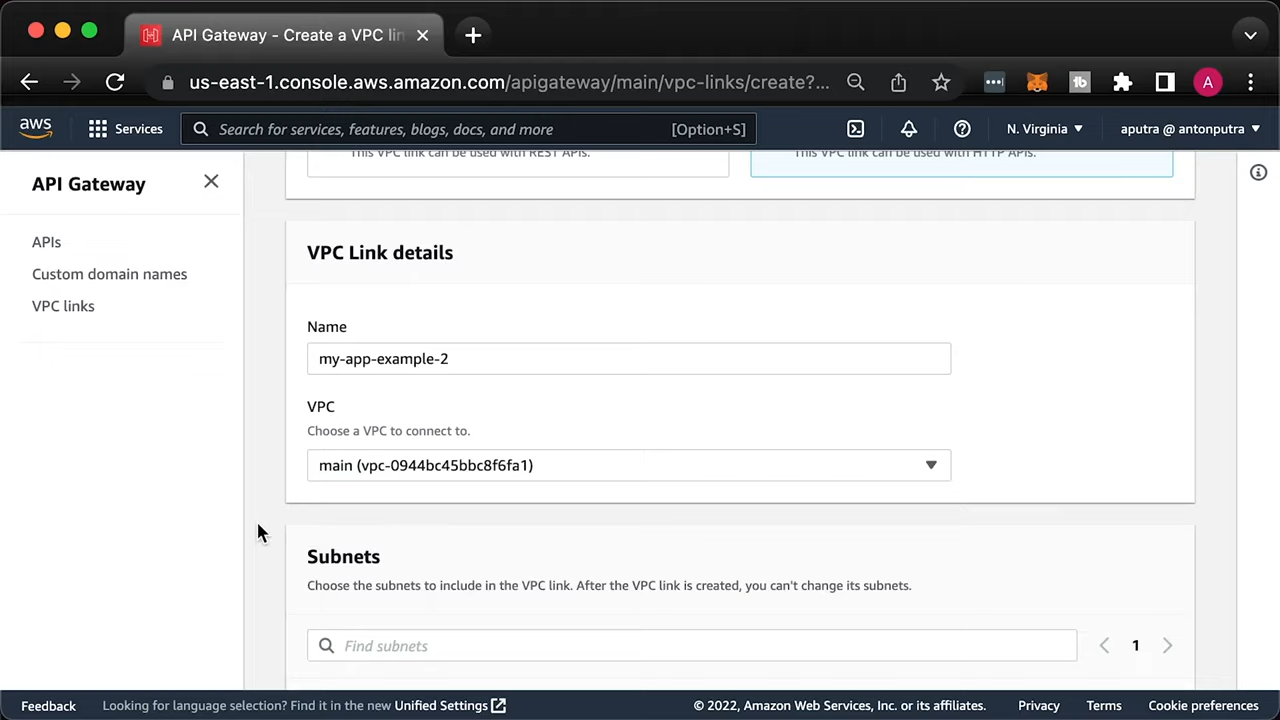 API Gateway - Create a VPC lin
us-east-1.console.aws.amazon.com/apigateway/main/vpc-links/create?...
A
aws
Services
Search for services, features, blogs, docs, and more
[Option+S]
N. Virginia
aputra @ antonputra
API Gateway
APIs
Custom domain names
VPC links
This VPC link can be used with REST APIs.
This VPC link can be used with HTTP APIs.
VPC Link details
Name
my-app-example-2
VPC
Choose a VPC to connect to.
main (vpc-0944bc45bbc8f6fa1)
Subnets
Choose the subnets to include in the VPC link. After the VPC link is created, you can't change its subnets.
Find subnets
1
Feedback
Looking for language selection? Find it in the new Unified Settings
© 2022, Amazon Web Services, Inc. or its affiliates.
Privacy
Terms
Cookie preferences